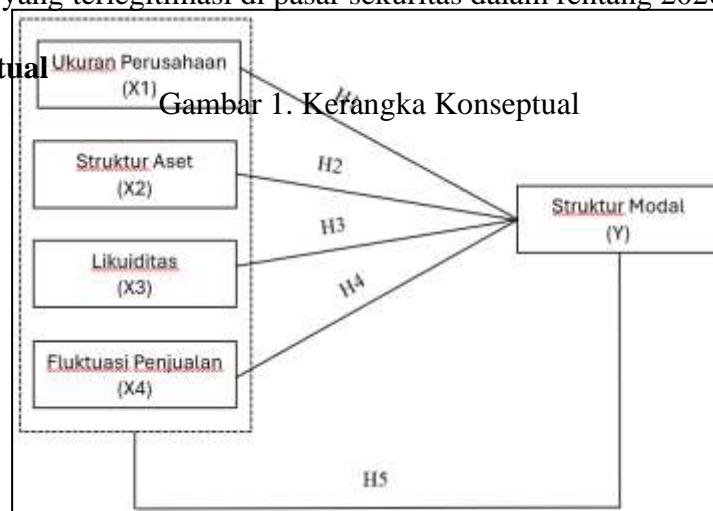 yang terlegitimasi di pasar sekuritas dalam rentang 2020
tual
Ukuran Perusahaan
(X1)
Gambar 1. Kerangka Konseptual
H1
Struktur Aset
(X2)
H2
Struktur Modal
(Y)
Likuiditas
(X3)
H3
H4
Fluktuasi Penjualan
(X4)
H5